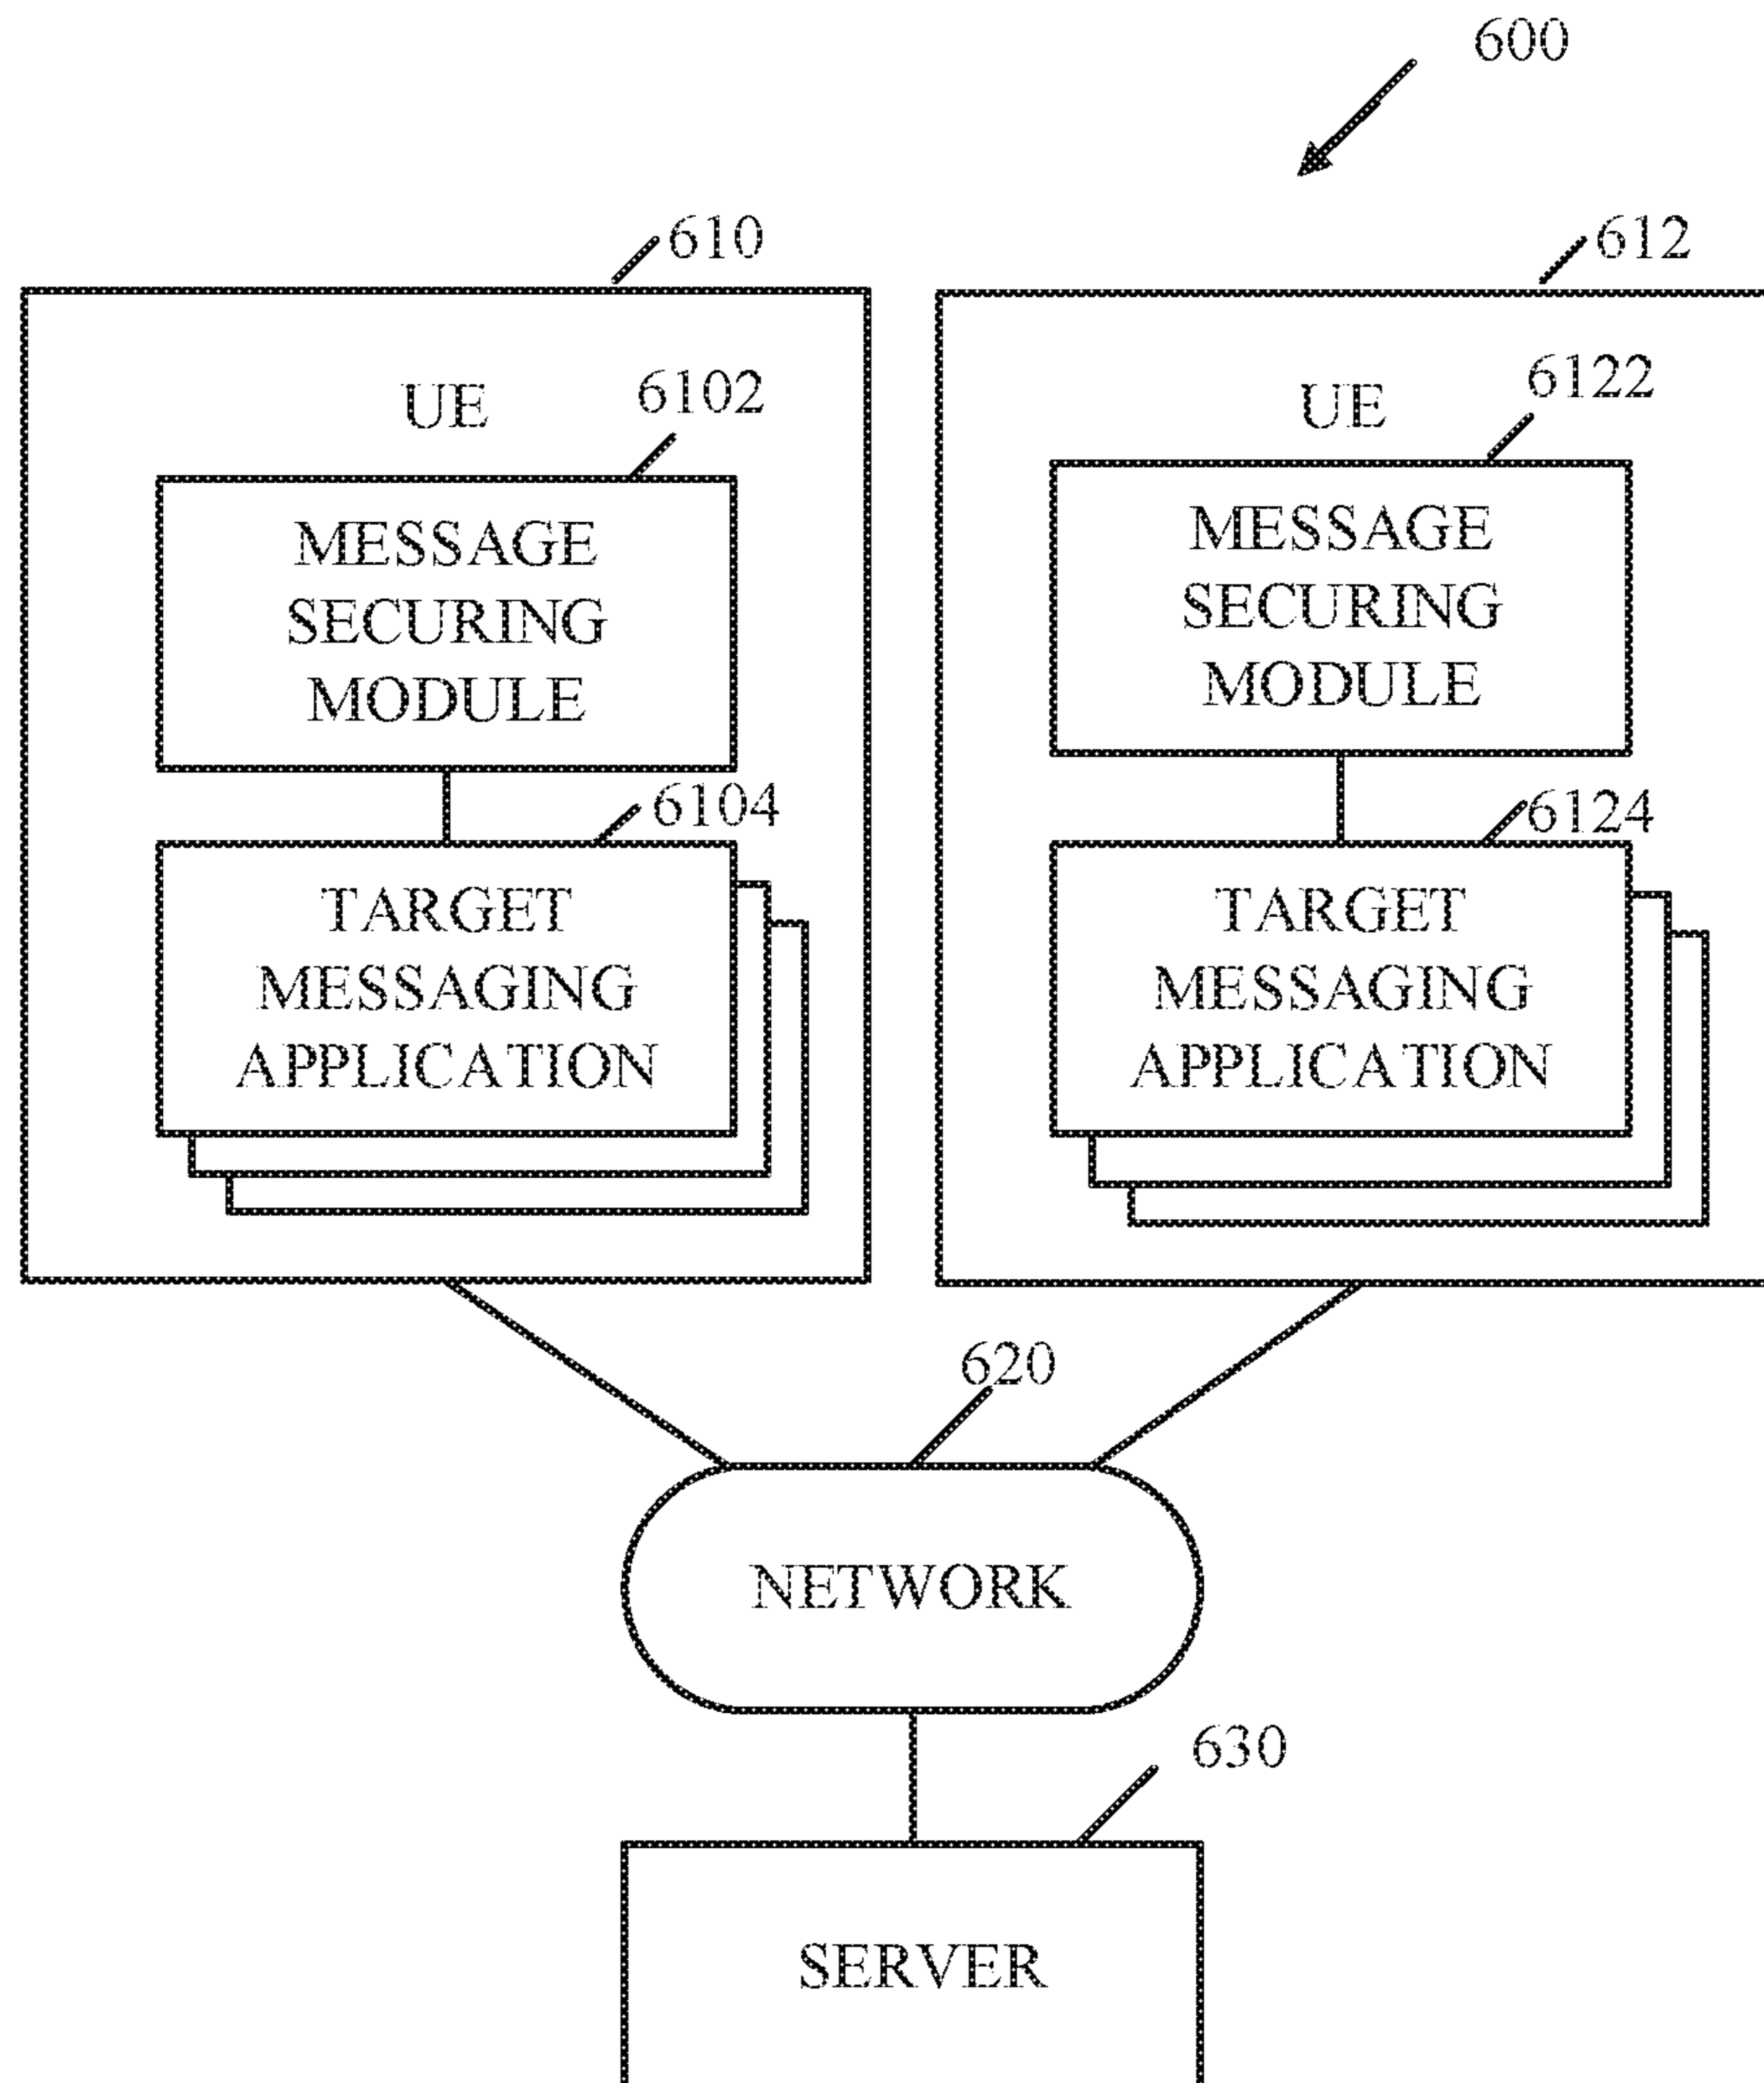 600
610
612
UE
6102
UE
6122
MESSAGE
SECURING
MODULE
MESSAGE
SECURING
MODULE
6104
6124
TARGET
MESSAGING
APPLICATION
TARGET
MESSAGING
APPLICATION
620
NETWORK
630
SERVER